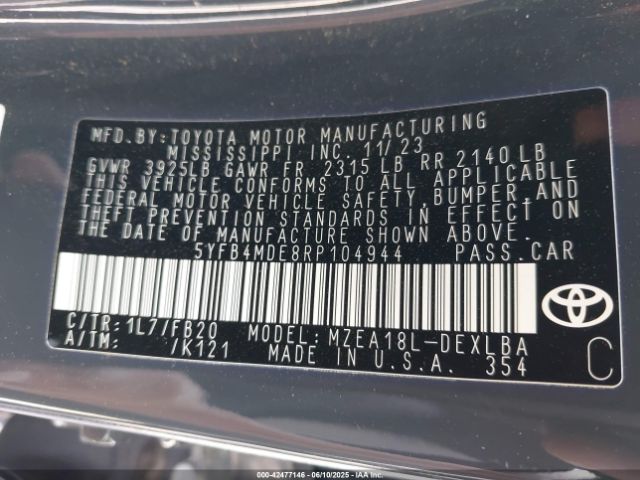 MFD. BY: TOYOTA MOTOR MANUFACTURING
MISSISSIPPI INC. 11/23
GVWR 3925LB GAWR FR 2315 LB RR 2140 LB
THIS VEHICLE CONFORMS TO ALL APPLICABLE
FEDERAL MOTOR VEHICLE SAFETY, BUMPER, AND
THEFT PREVENTION STANDARDS IN EFFECT ON
THE DATE OF MANUFACTURE SHOWN ABOVE.
5YFB4MDE8RP104944 PASS. CAR
C/TR: 1L7/FB20 MODEL: MZEA18L-DEXLBA
A/TM: /K121 MADE IN U.S.A. 354
C
000-42477146 - 06/10/2025 - IAA Inc.